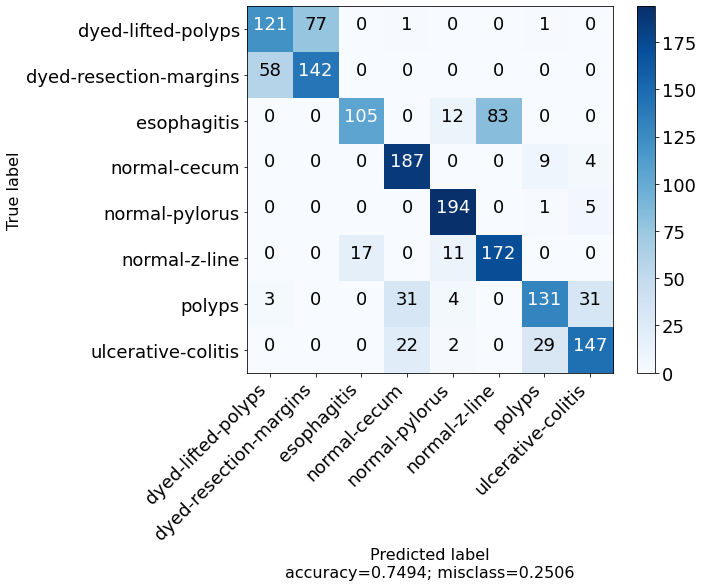 dyed-lifted-polyps 121 77 0 1 0 0 1 0
dyed-resection-margins 58 142 0 0 0 0 0 0
esophagitis 0 0 105 0 12 83 0 0
normal-cecum 0 0 0 187 0 0 9 4
normal-pylorus 0 0 0 0 194 0 1 5
normal-z-line 0 0 17 0 11 172 0 0
polyps 3 0 0 31 4 0 131 31
ulcerative-colitis 0 0 0 22 2 0 29 147
True label
175
150
125
100
75
50
25
0
dyed-lifted-polyps
dyed-resection-margins
esophagitis
normal-cecum
normal-pylorus
normal-z-line
polyps
ulcerative-colitis
Predicted label
accuracy=0.7494; misclass=0.2506